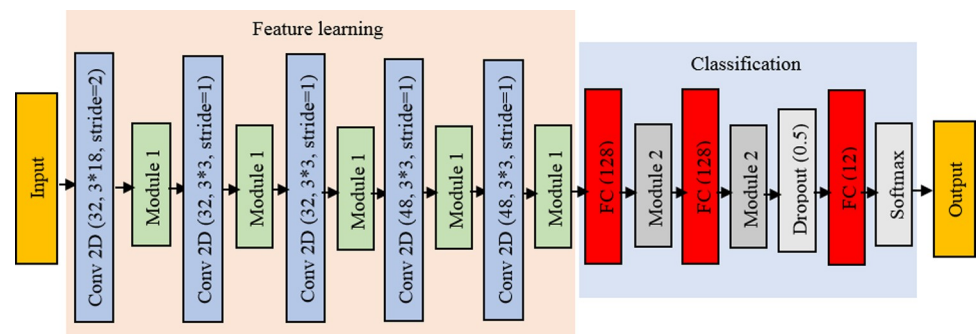 Feature learning
Classification
Input
Conv 2D (32, 3*18, stride=2)
Module 1
Conv 2D (32, 3*3, stride=1)
Module 1
Conv 2D (32, 3*3, stride=1)
Module 1
Conv 2D (48, 3*3, stride=1)
Module 1
Conv 2D (48, 3*3, stride=1)
Module 1
FC (128)
Module 2
FC (128)
Module 2
Dropout (0.5)
FC (12)
Softmax
Output